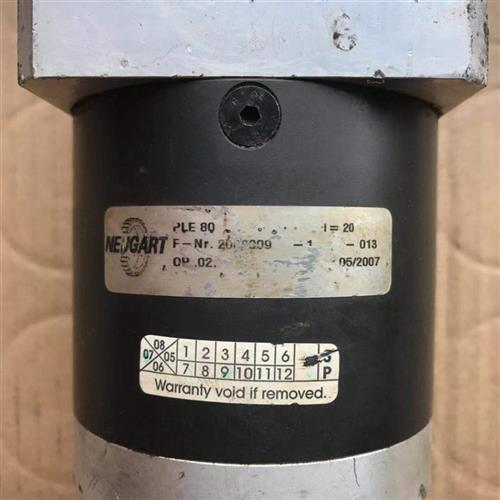 NEUGART
PLE 80 i=20
F-Nr. -1 -013
OP .02. 05/2007
08
07 05
06
1 2 3 4 5 6
7 8 9 10 11 12 P
Warranty void if removed.